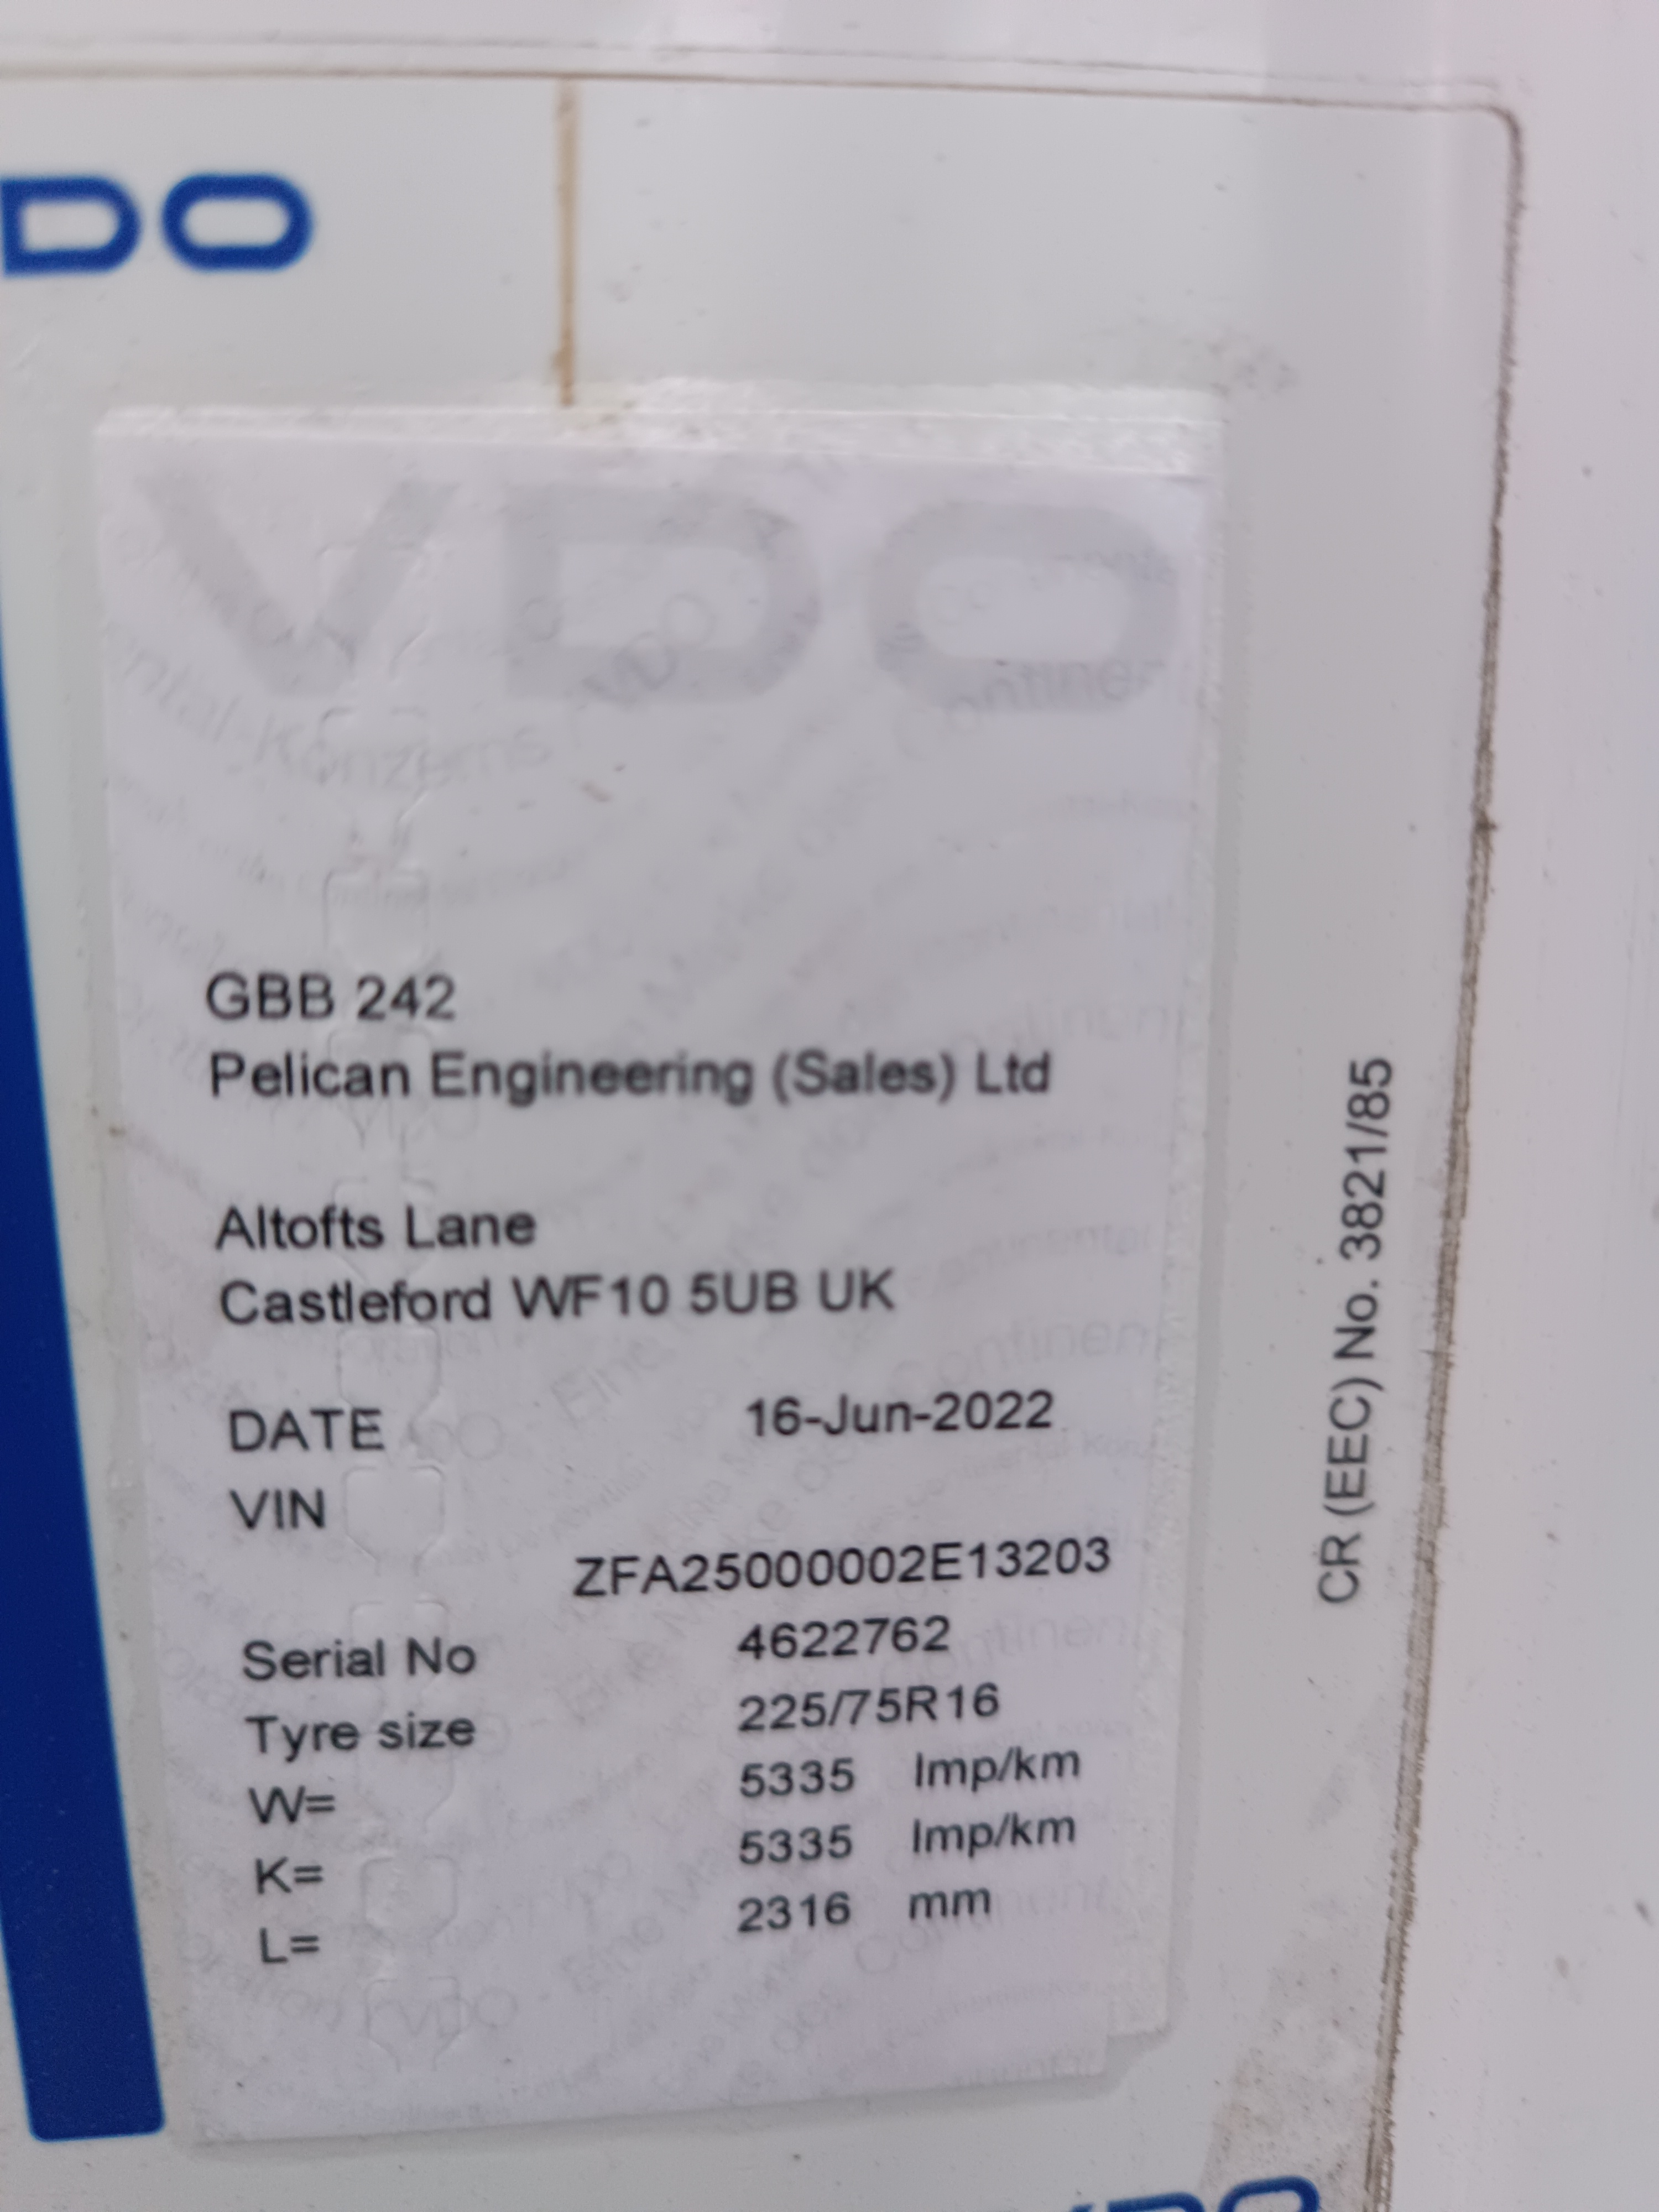 DO
VDO
GBB 242
Pelican Engineering (Sales) Ltd
Altofts Lane
Castleford WF10 5UB UK
DATE 16-Jun-2022
VIN
ZFA25000002E13203
Serial No 4622762
Tyre size 225/75R16
W= 5335 Imp/km
K= 5335 Imp/km
L= 2316 mm
CR (EEC) No. 3821/85
VDO